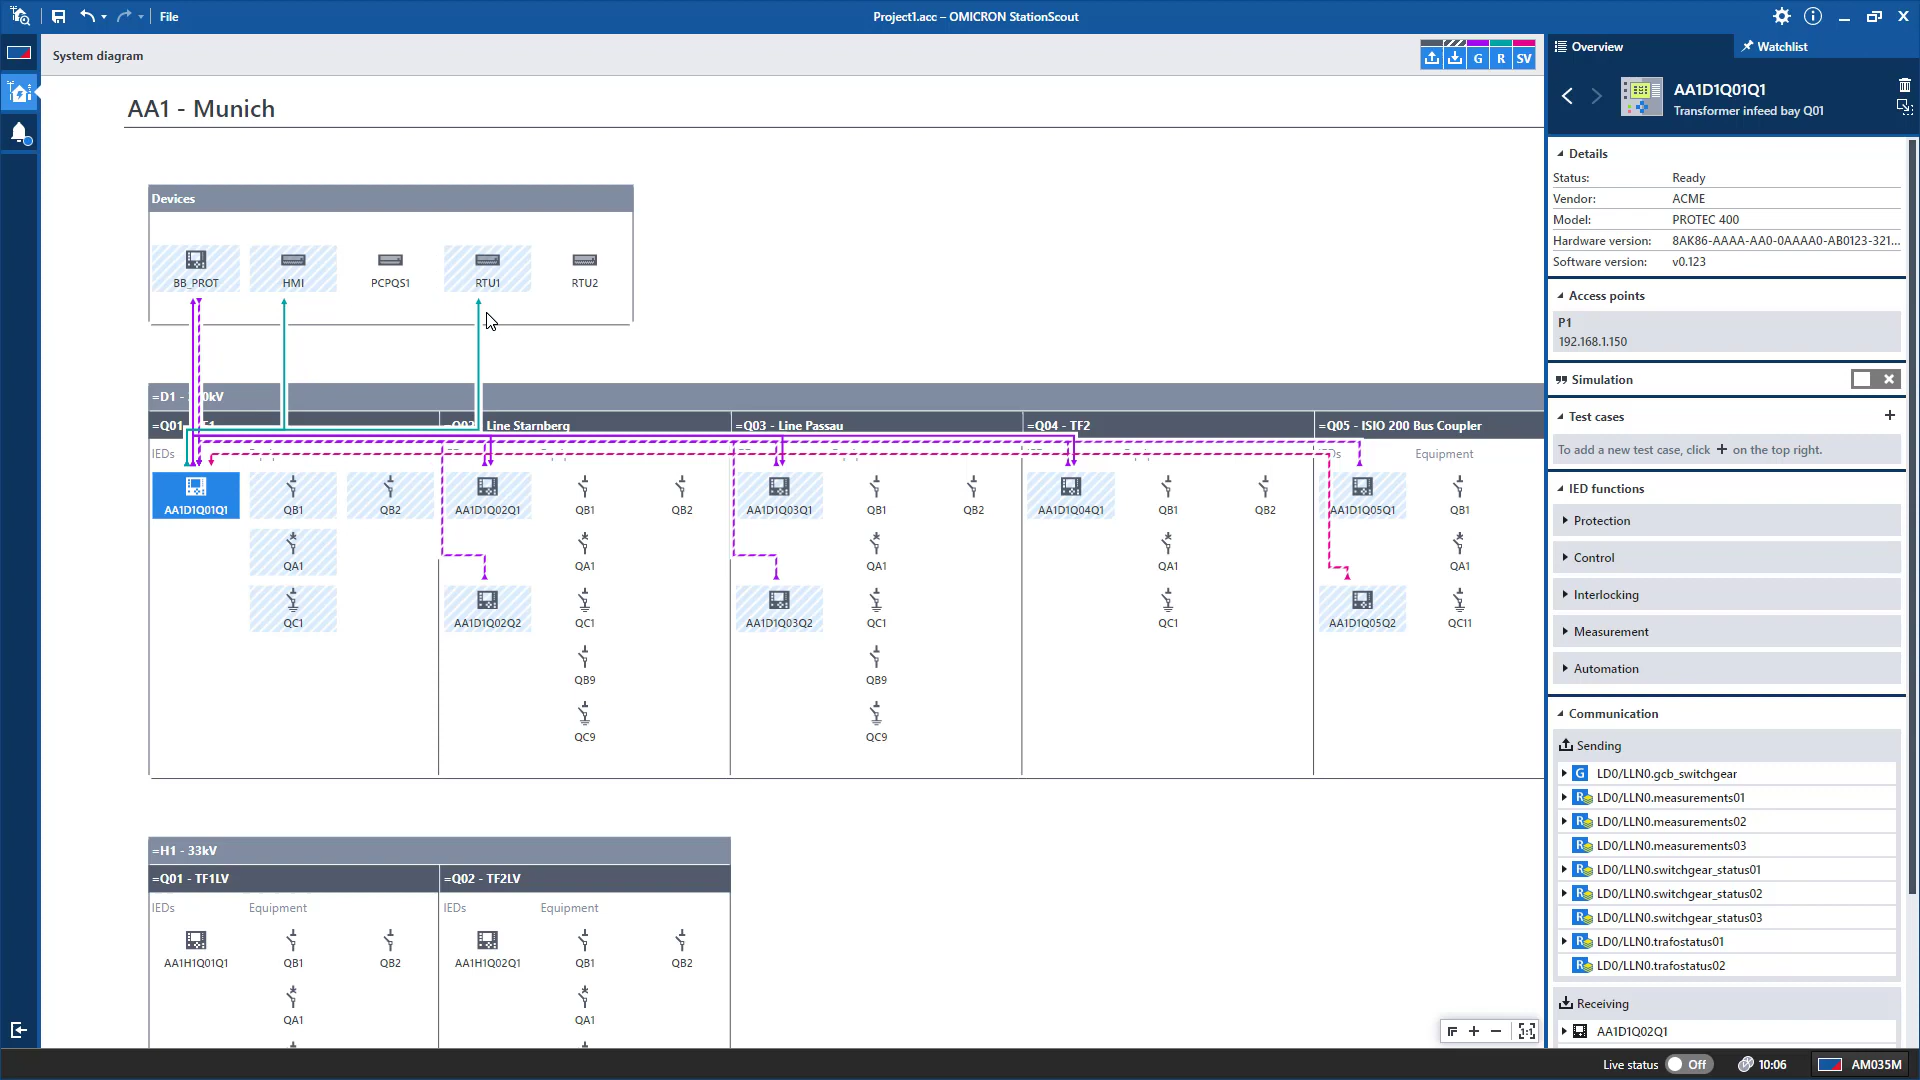 File
Project1.acc – OMICRON StationScout
System diagram
G R SV
Overview
Watchlist
AA1D1Q01Q1
Transformer infeed bay Q01
AA1 - Munich
Devices
BB_PROT HMI PCPQS1 RTU1 RTU2
=D1 - 0kV
=Q01 Line Starnberg =Q03 - Line Passau =Q04 - TF2 =Q05 - ISIO 200 Bus Coupler
IEDs Equipment
AA1D1Q01Q1 QB1 QB2 AA1D1Q02Q1 QB1 QB2 AA1D1Q03Q1 QB1 QB2 AA1D1Q04Q1 QB1 QB2 AA1D1Q05Q1 QB1
QA1 QA1 QA1 QA1 QA1
QC1 AA1D1Q02Q2 QC1 AA1D1Q03Q2 QC1 QC1 AA1D1Q05Q2 QC11
QB9 QB9
QC9 QC9
=H1 - 33kV
=Q01 - TF1LV =Q02 - TF2LV
IEDs Equipment IEDs Equipment
AA1H1Q01Q1 QB1 QB2 AA1H1Q02Q1 QB1 QB2
QA1 QA1
Details
Status: Ready
Vendor: ACME
Model: PROTEC 400
Hardware version: 8AK86-AAAA-AA0-0AAAA0-AB0123-321...
Software version: v0.123
Access points
P1
192.168.1.150
Simulation
Test cases
To add a new test case, click + on the top right.
IED functions
Protection
Control
Interlocking
Measurement
Automation
Communication
Sending
G LD0/LLN0.gcb_switchgear
R LD0/LLN0.measurements01
R LD0/LLN0.measurements02
R LD0/LLN0.measurements03
R LD0/LLN0.switchgear_status01
R LD0/LLN0.switchgear_status02
R LD0/LLN0.switchgear_status03
R LD0/LLN0.trafostatus01
R LD0/LLN0.trafostatus02
Receiving
AA1D1Q02Q1
1:1
Live status Off 10:06 AM035M